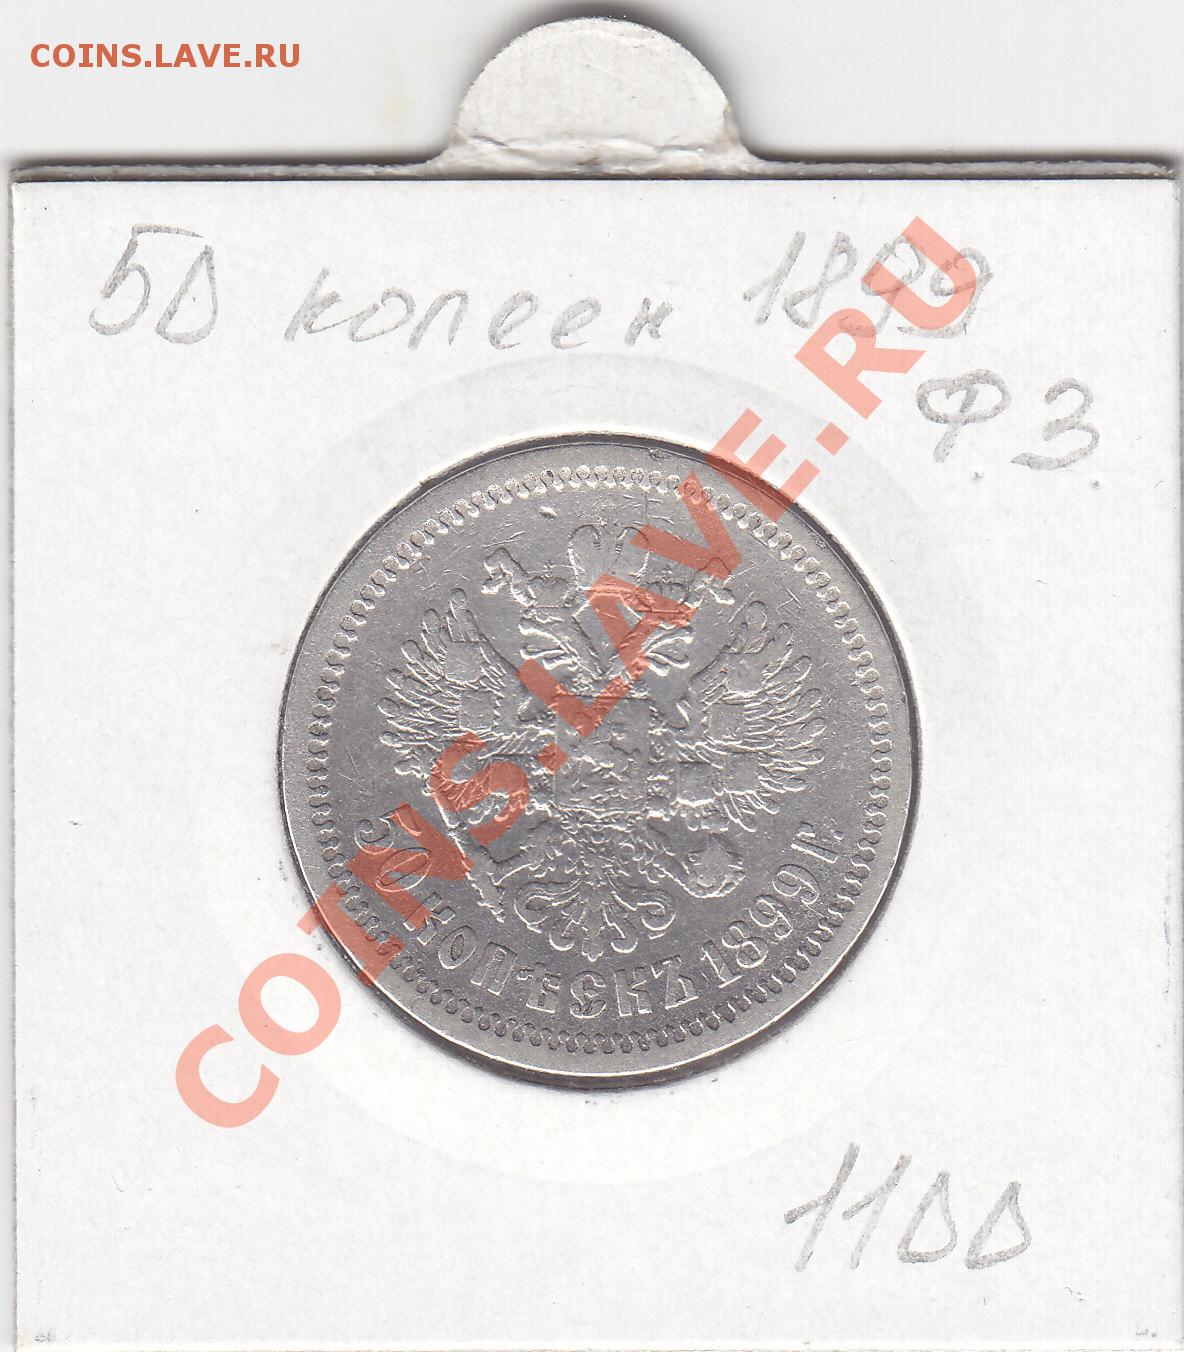 COINS.LAVE.RU
50 копеек 1899
ФЗ
50 КОПѢЕКЪ 1899 Г.
COINS.LAVE.RU
1100